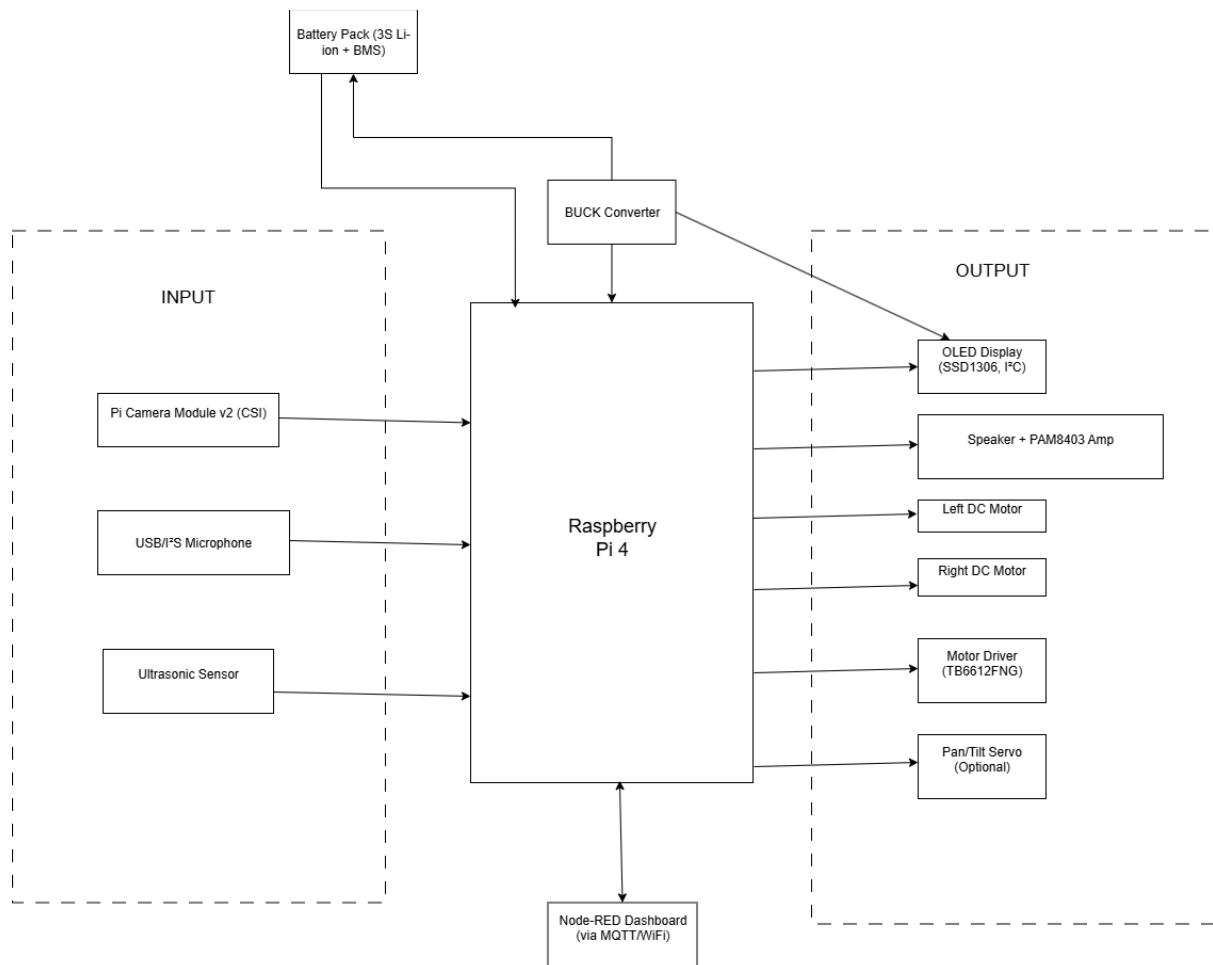 Battery Pack (3S Li-
ion + BMS)
BUCK Converter
INPUT
OUTPUT
OLED Display
(SSD1306, I²C)
Pi Camera Module v2 (CSI)
Speaker + PAM8403 Amp
Left DC Motor
USB/I²S Microphone
Raspberry
Pi 4
Right DC Motor
Ultrasonic Sensor
Motor Driver
(TB6612FNG)
Pan/Tilt Servo
(Optional)
Node-RED Dashboard
(via MQTT/WiFi)